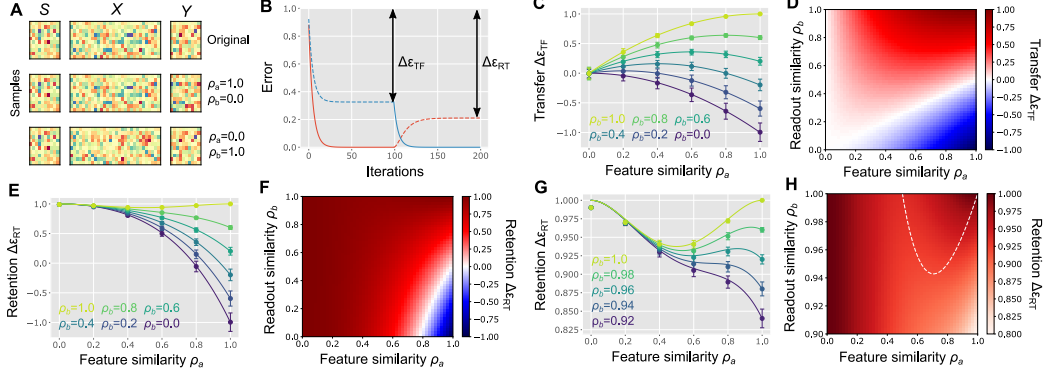 A
S X Y
Samples
Original
ρa=1.0
ρb=0.0
ρa=0.0
ρb=1.0
B
Error
0.8
0.6
0.4
0.2
0.0
0 100 200
Iterations
ΔεTF
ΔεRT
C
Transfer ΔεTF
1.0
0.5
0.0
−0.5
−1.0
ρb=1.0 ρb=0.8 ρb=0.6
ρb=0.4 ρb=0.2 ρb=0.0
0.0 0.2 0.4 0.6 0.8 1.0
Feature similarity ρa
D
Readout similarity ρb
1.0
0.8
0.6
0.4
0.2
0.0
0.0 0.2 0.4 0.6 0.8 1.0
Feature similarity ρa
1.00
0.75
0.50
0.25
0.00
−0.25
−0.50
−0.75
−1.00
Transfer ΔεTF
E
Retention ΔεRT
1.0
0.5
0.0
−0.5
−1.0
ρb=1.0 ρb=0.8 ρb=0.6
ρb=0.4 ρb=0.2 ρb=0.0
0.0 0.2 0.4 0.6 0.8 1.0
Feature similarity ρa
F
Readout similarity ρb
1.0
0.8
0.6
0.4
0.2
0.0
0.0 0.2 0.4 0.6 0.8 1.0
Feature similarity ρa
1.00
0.75
0.50
0.25
0.00
−0.25
−0.50
−0.75
−1.00
Retention ΔεRT
G
Retention ΔεRT
1.000
0.975
0.950
0.925
0.900
0.875
0.850
0.825
ρb=1.0
ρb=0.98
ρb=0.96
ρb=0.94
ρb=0.92
0.0 0.2 0.4 0.6 0.8 1.0
Feature similarity ρa
H
Readout similarity ρb
1.00
0.98
0.96
0.94
0.92
0.90
0.0 0.2 0.4 0.6 0.8 1.0
Feature similarity ρa
1.000
0.975
0.950
0.925
0.900
0.875
0.850
0.825
0.800
Retention ΔεRT